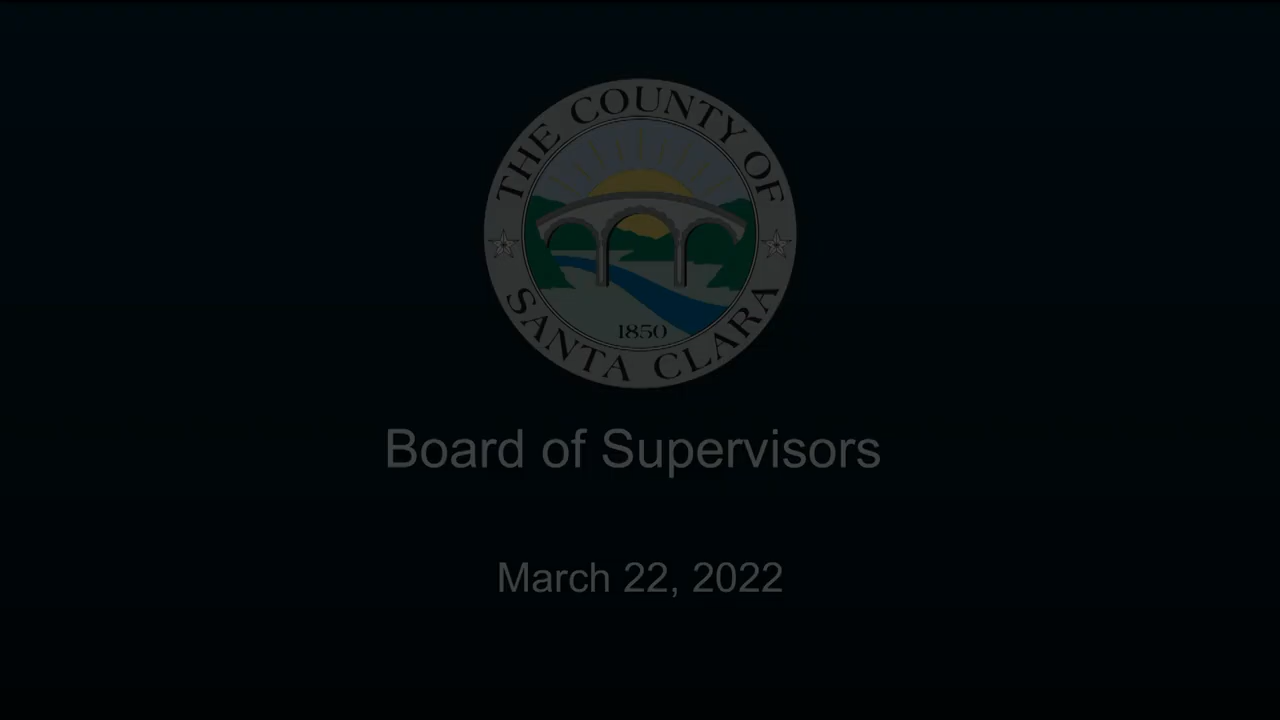 THE COUNTY OF
SANTA CLARA
1850
Board of Supervisors
March 22, 2022